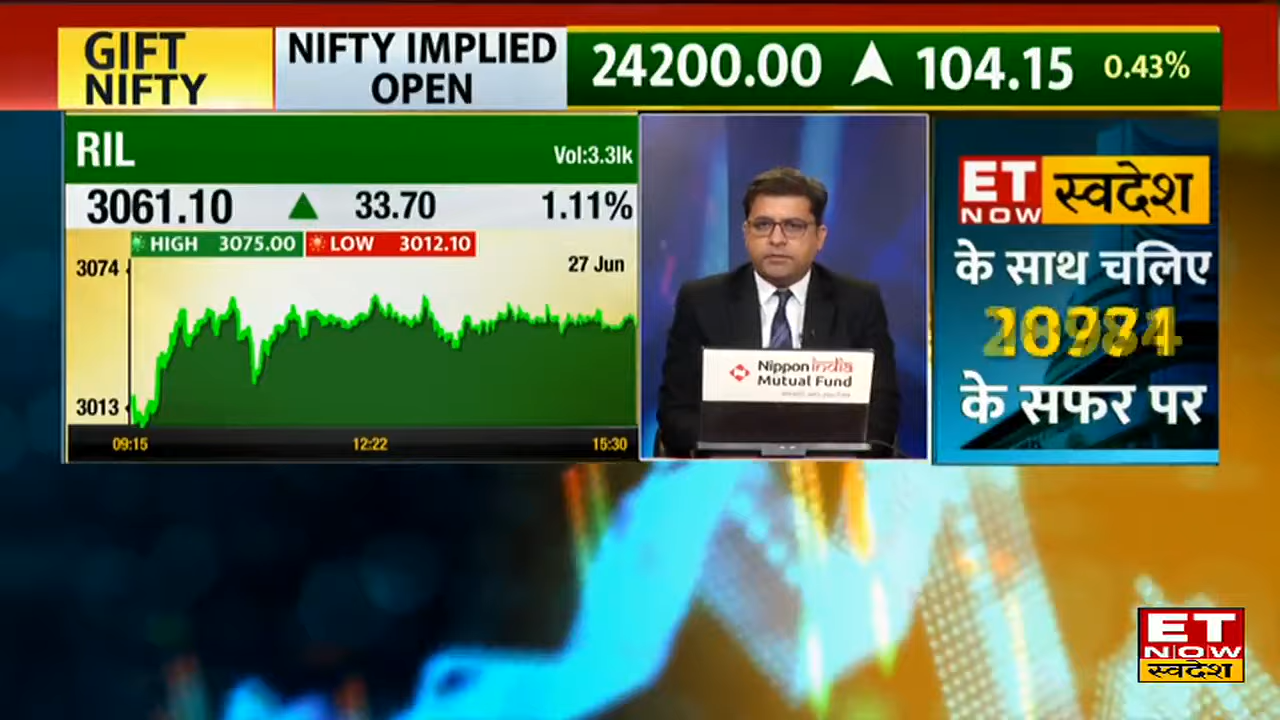 GIFT
NIFTY
NIFTY IMPLIED
OPEN
24200.00 104.15 0.43%
RIL
Vol:3.3lk
3061.10 33.70 1.11%
HIGH 3075.00 LOW 3012.10
3074
27 Jun
3013
09:15 12:22 15:30
Nippon india
Mutual Fund
ET
NOW
स्वदेश
के साथ चलिए
के सफर पर
ET
NOW
स्वदेश